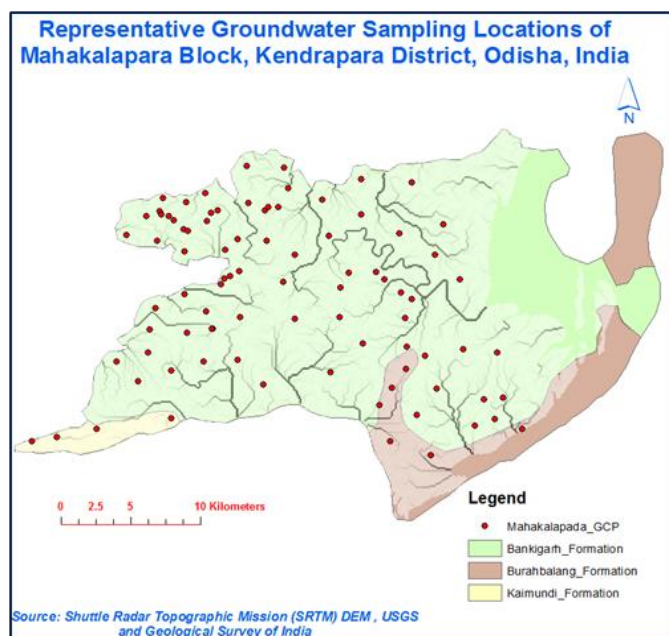 Representative Groundwater Sampling Locations of
Mahakalapara Block, Kendrapara District, Odisha, India
N
0 2.5 5 10 Kilometers
Legend
Mahakalapada_GCP
Bankigarh_Formation
Burahbalang_Formation
Kaimundi_Formation
Source: Shuttle Radar Topographic Mission (SRTM) DEM , USGS
and Geological Survey of India